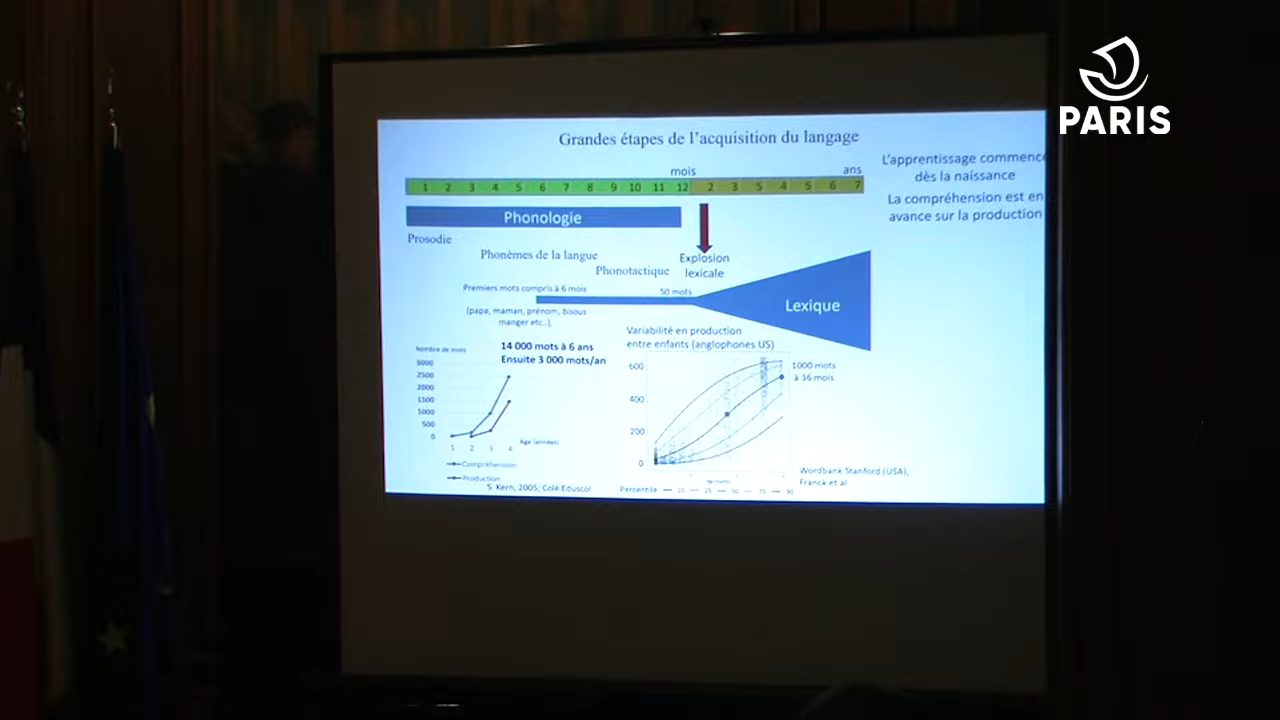 PARIS
Grandes étapes de l'acquisition du langage
mois
ans
1 2 3 4 5 6 7 8 9 10 11 12 2 3 5 4 5 6 7
L'apprentissage commence
dès la naissance
La compréhension est en
avance sur la production
Phonologie
Prosodie
Phonèmes de la langue
Phonotactique
Explosion
lexicale
Premiers mots compris à 6 mois
50 mots
(papa, maman, prénom, bisous
manger etc..),
Lexique
14 000 mots à 6 ans
Ensuite 3 000 mots/an
Variabilité en production
entre enfants (anglophones US)
Nombre de mots
3000
2500
2000
1500
1000
500
0
1 2 3 4
Age (années)
Compréhension
Production
S. Kern, 2005; Colé Eduscol
600
400
200
0
1000 mots
à 36 mois
Wordbank Stanford (USA),
Franck et al
Percentile 10 25 50 75 90